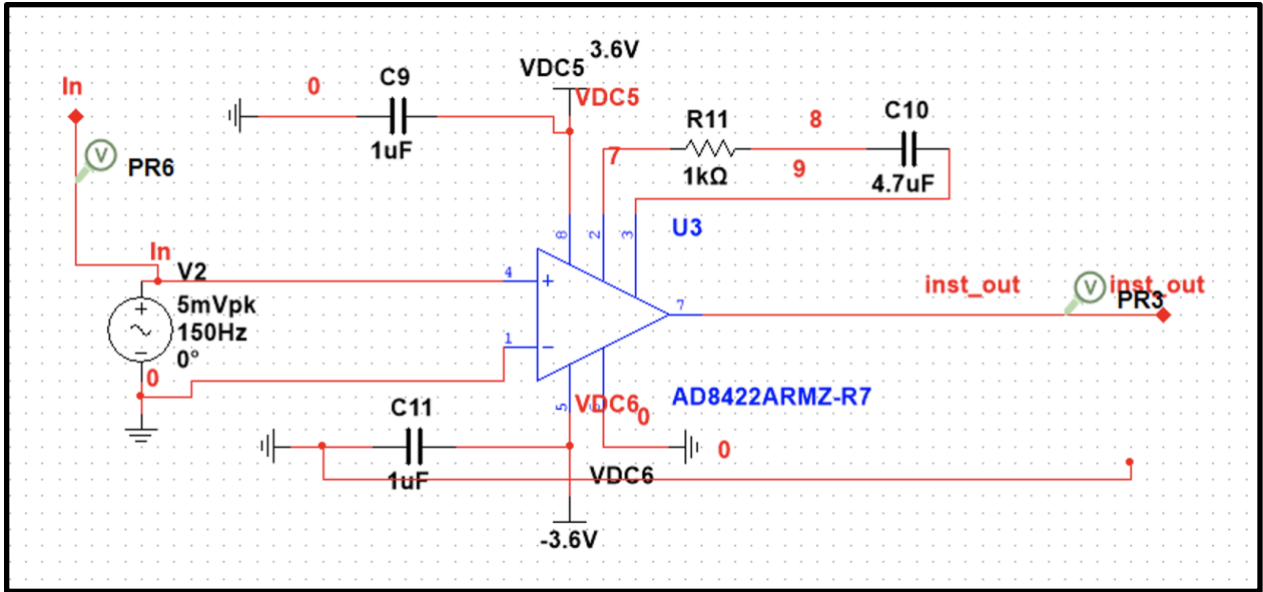 3.6V
VDC5
C9
In
0
VDC5
1uF
R11
8
C10
7
1kΩ
9
4.7uF
PR6
V
8
2
3
U3
In
V2
4
+
+
5mVpk
150Hz
0°
−
inst_out
V
inst_out
PR3
7
1
−
0
C11
5
VDC6
6
0
AD8422ARMZ-R7
0
1uF
VDC6
-3.6V